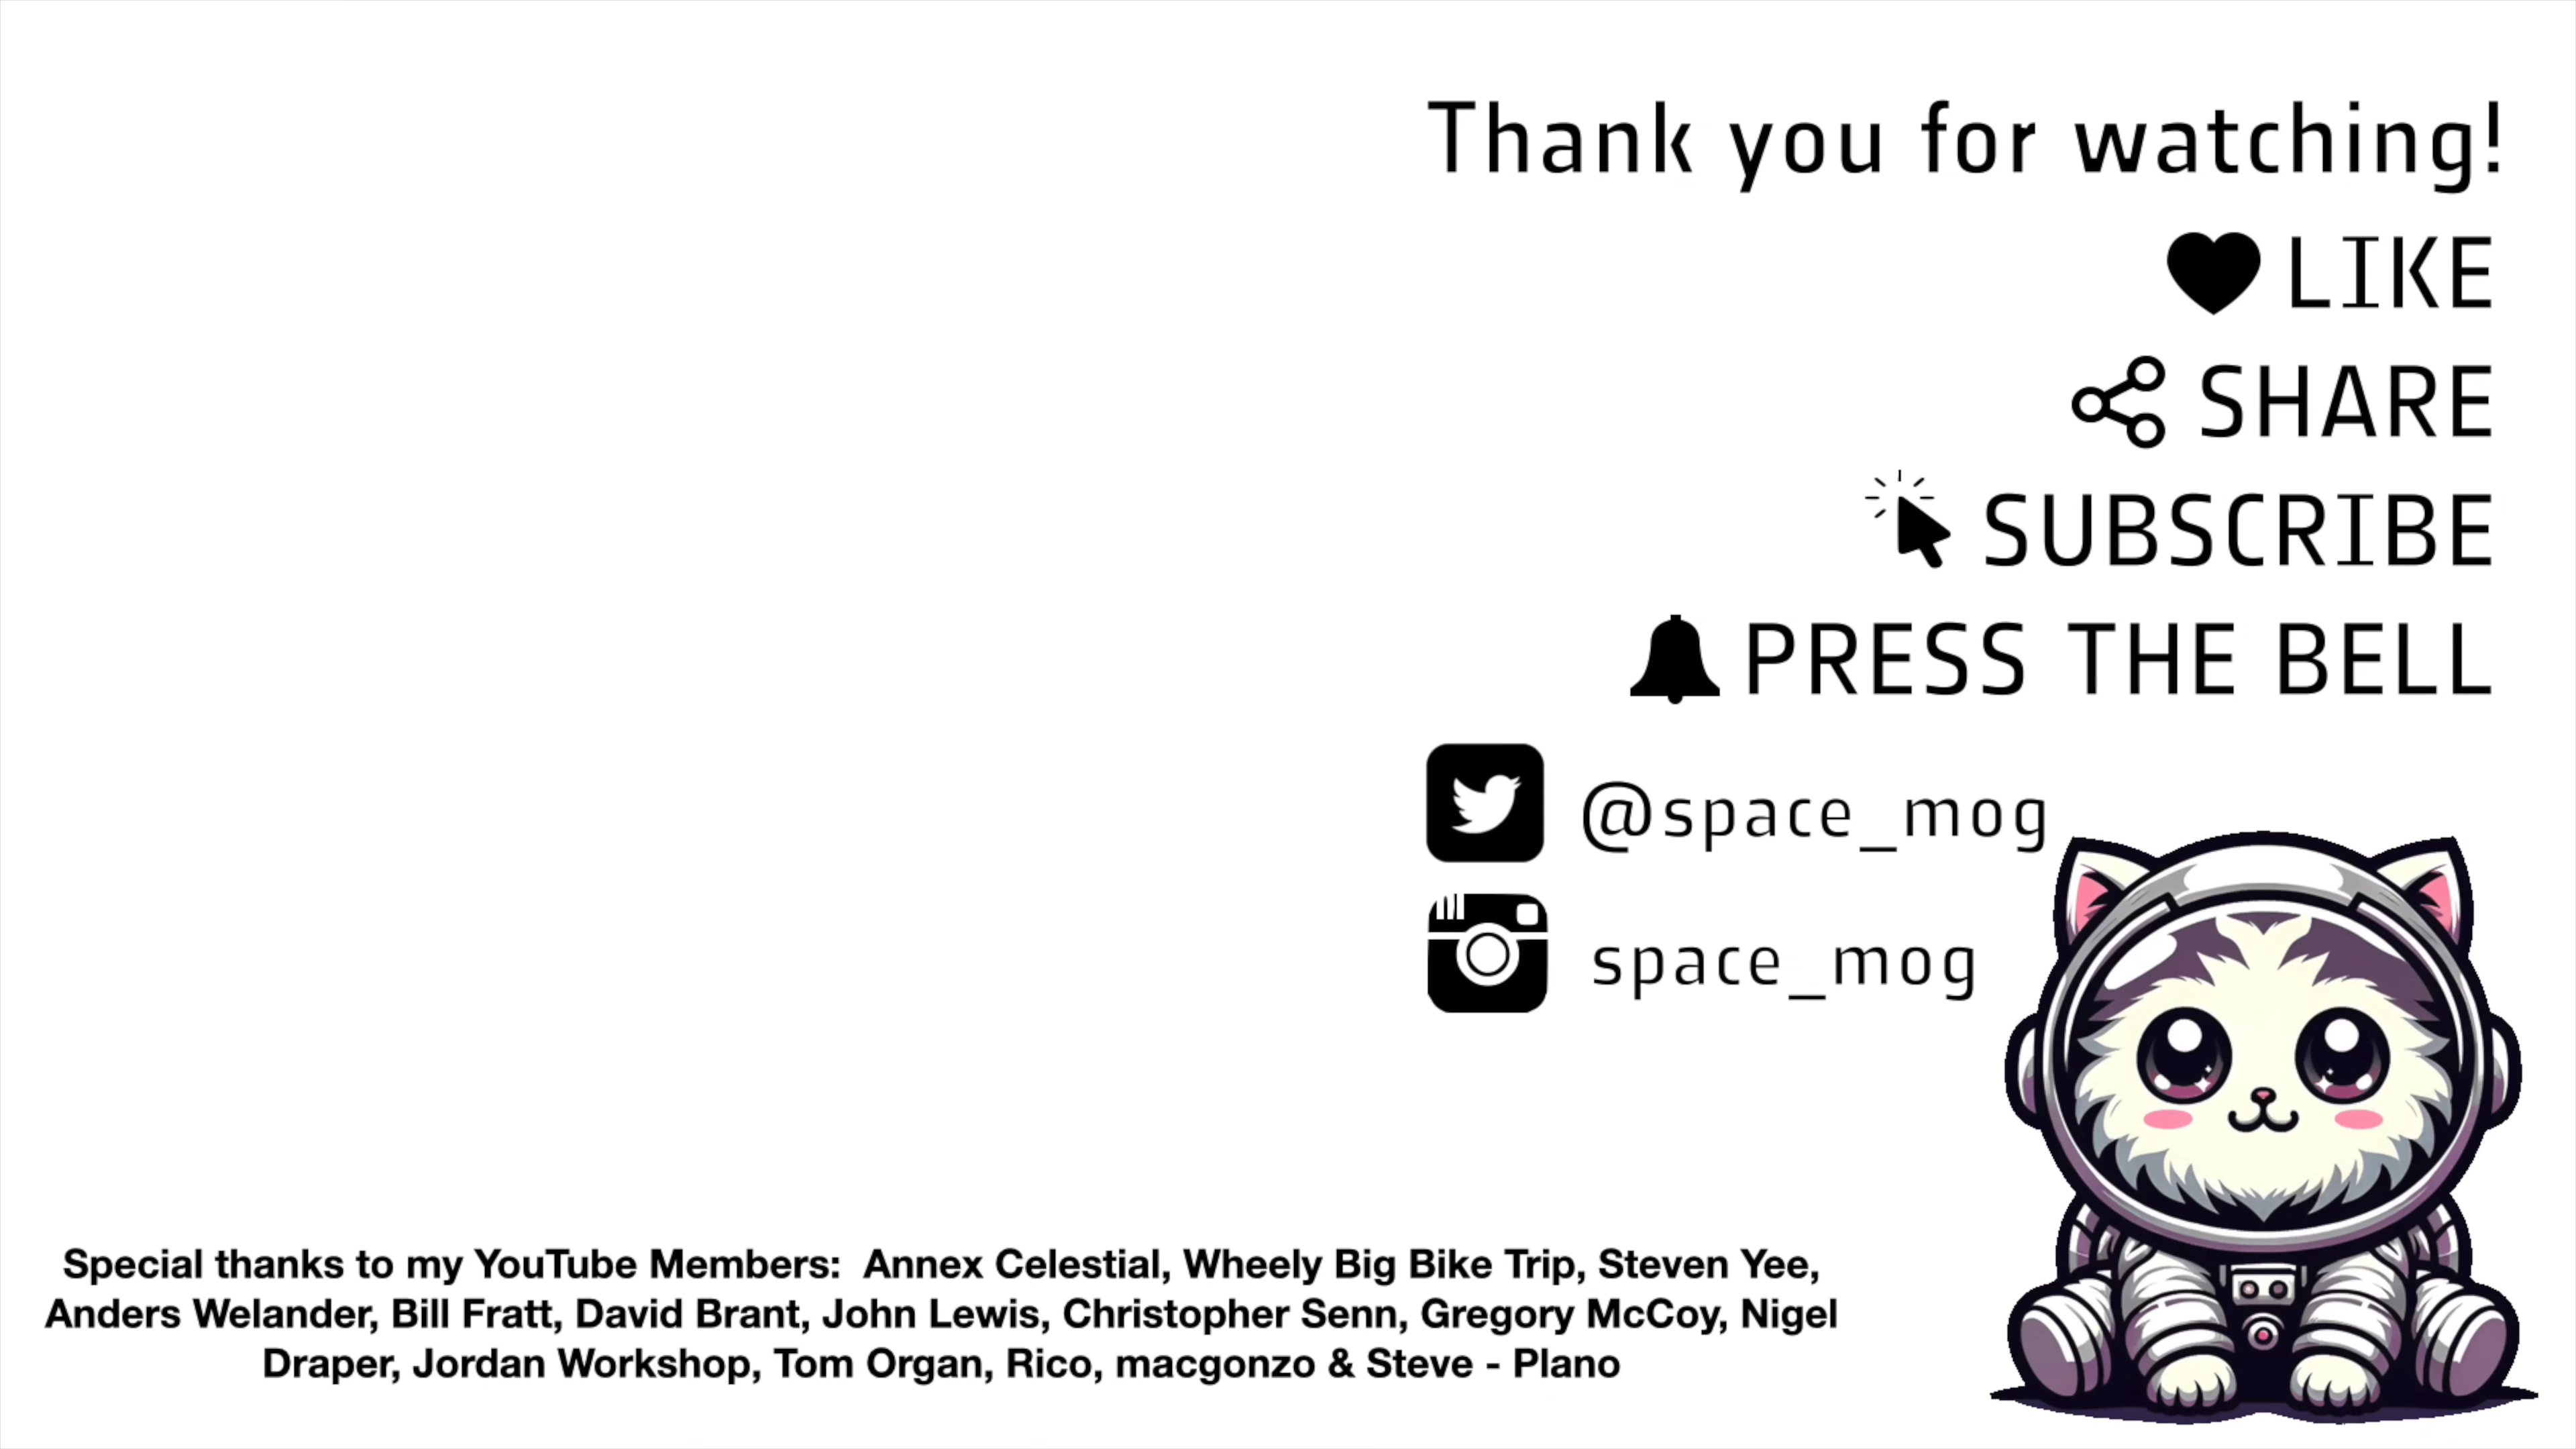 Thank you for watching!
LIKE
SHARE
SUBSCRIBE
PRESS THE BELL
@space_mog
space_mog
Special thanks to my YouTube Members:  Annex Celestial, Wheely Big Bike Trip, Steven Yee,
Anders Welander, Bill Fratt, David Brant, John Lewis, Christopher Senn, Gregory McCoy, Nigel
Draper, Jordan Workshop, Tom Organ, Rico, macgonzo & Steve - Plano